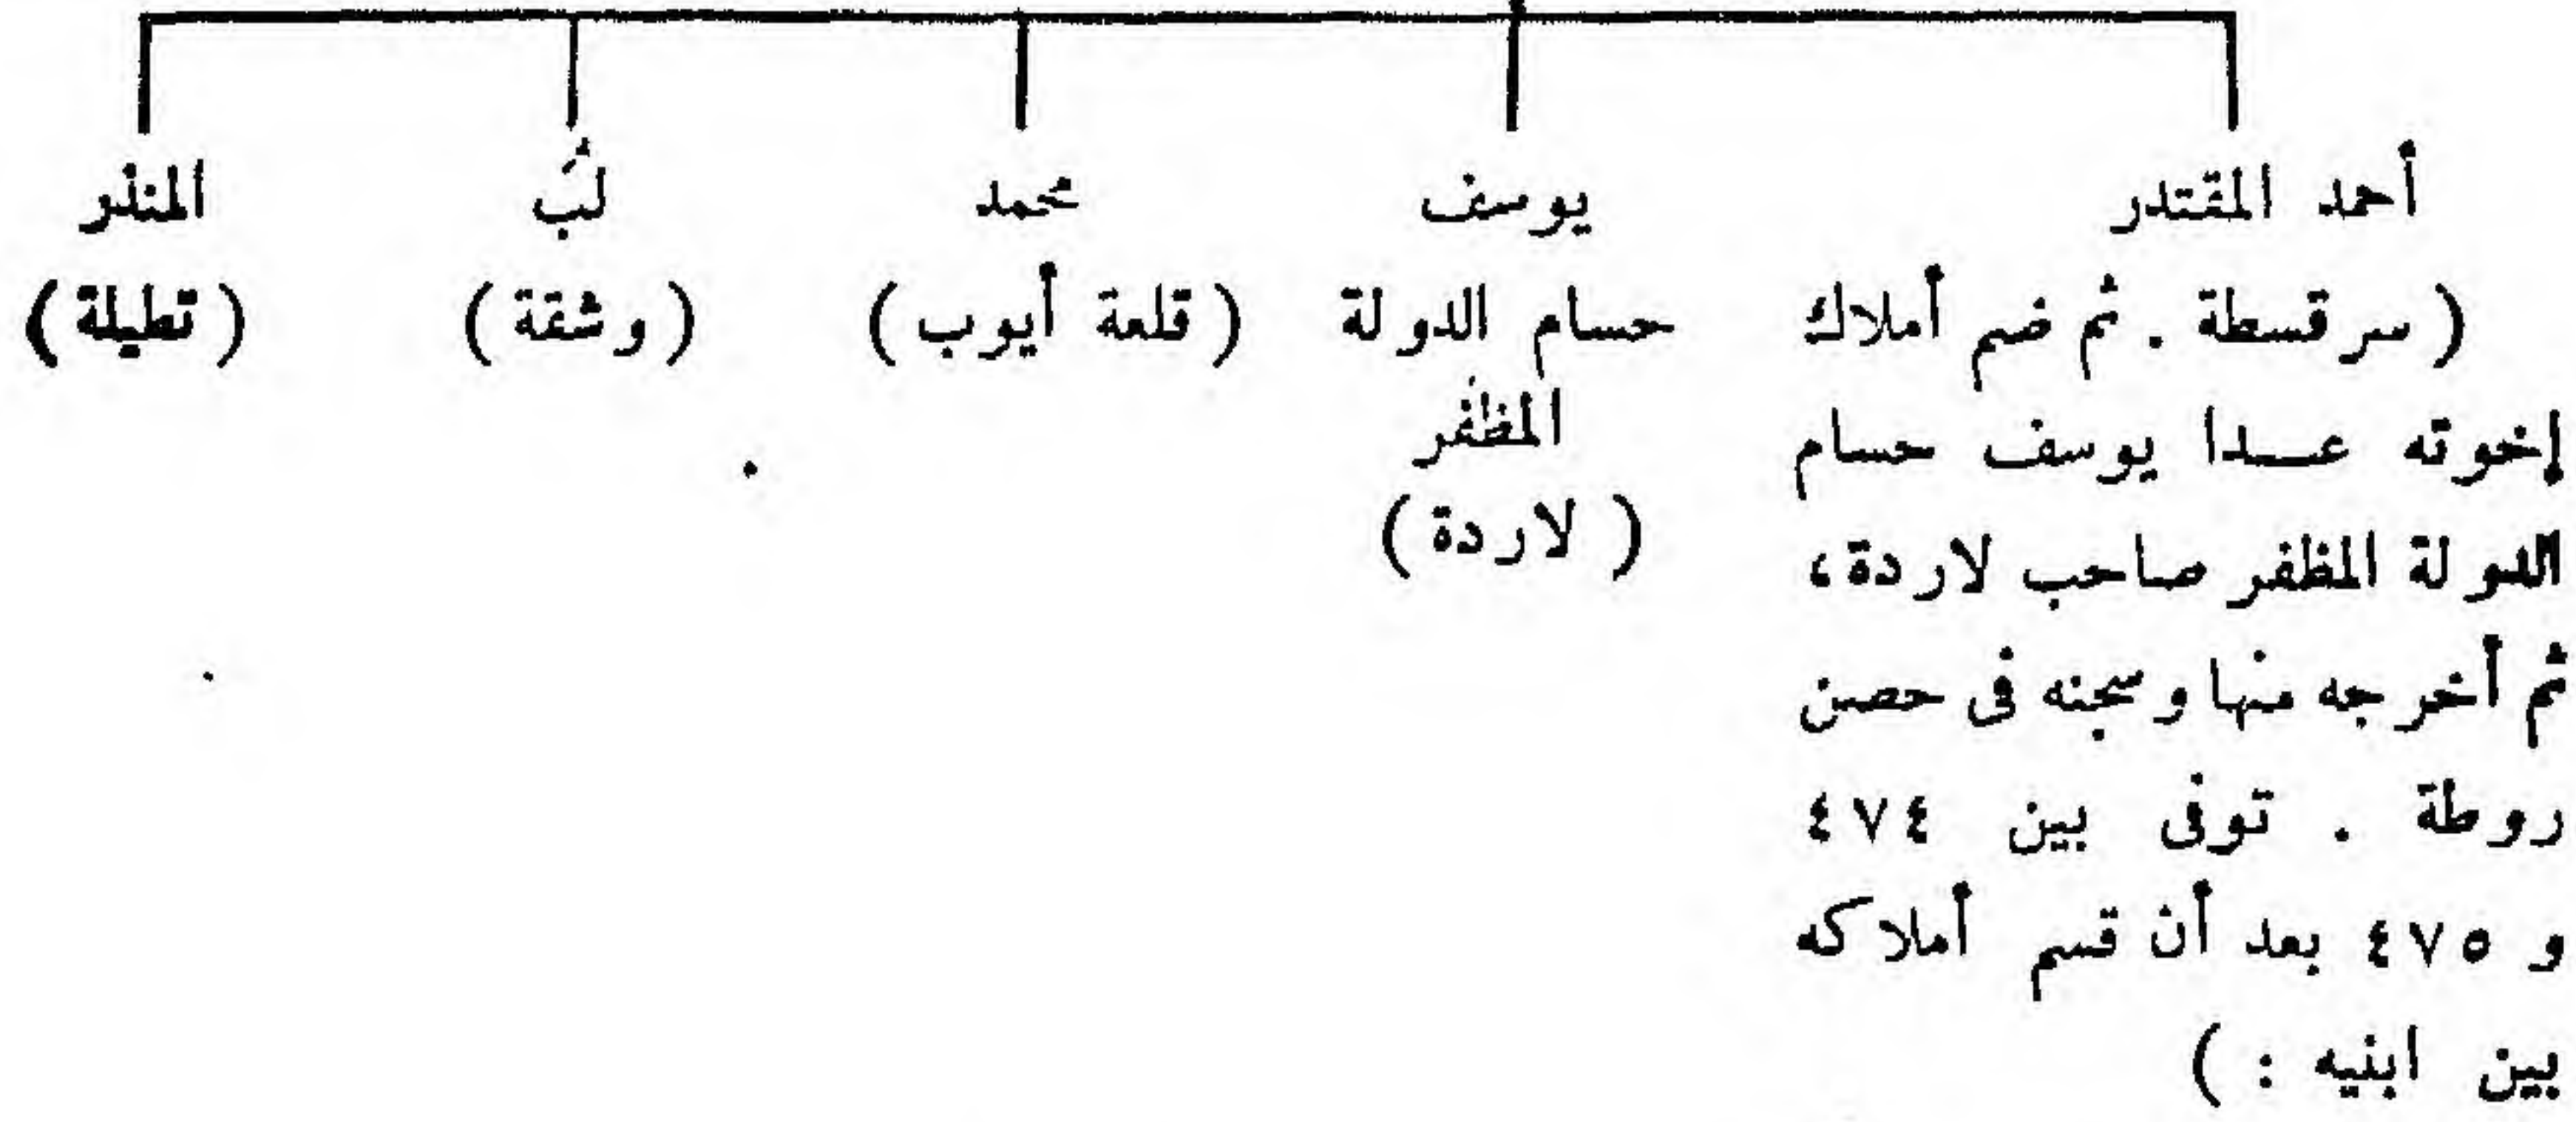 أحمد المقتدر
(سرقسطة . ثم ضم أملاك
إخوته عدا يوسف حسام
الدولة المظفر صاحب لاردة،
ثم أخرجه منها وسجنه فى حصن
روطة . توفى بين ٤٧٤
و ٤٧٥ بعد أن قسم أملاكه
بين ابنيه : )
يوسف
حسام الدولة
المظفر
(لاردة)
محمد
(قلعة أيوب)
لُب
(وشقة)
المنذر
(تطيلة)